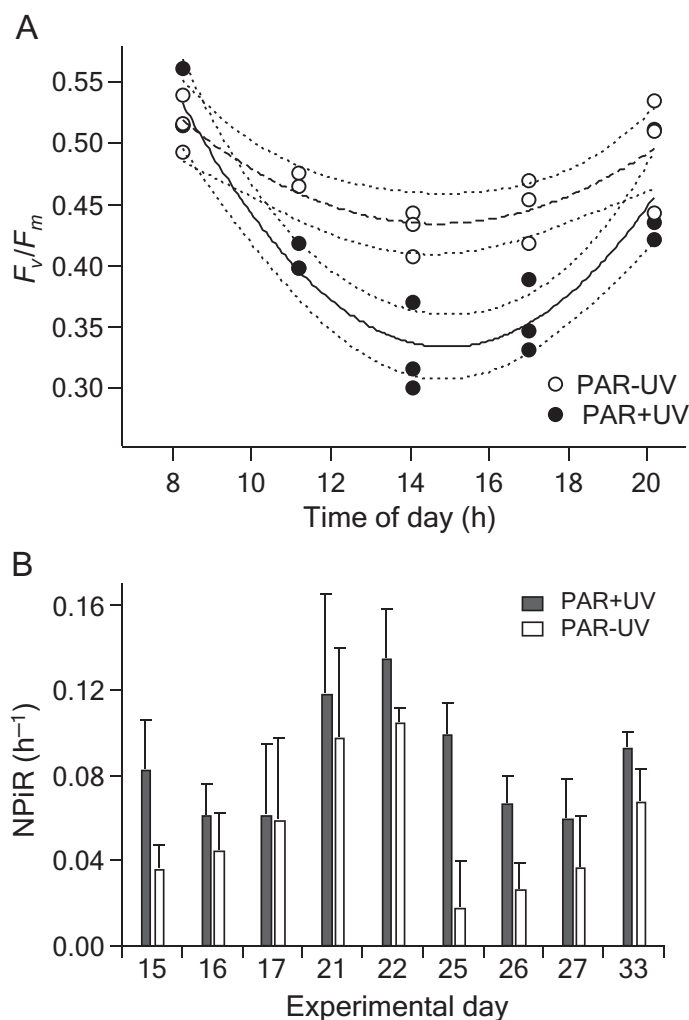 A
0.55
0.50
0.45
0.40
0.35
0.30
Fv/Fm
PAR-UV
PAR+UV
8 10 12 14 16 18 20
Time of day (h)
B
0.16
0.12
0.08
0.04
0.00
NPiR (h⁻¹)
PAR+UV
PAR-UV
15 16 17 21 22 25 26 27 33
Experimental day